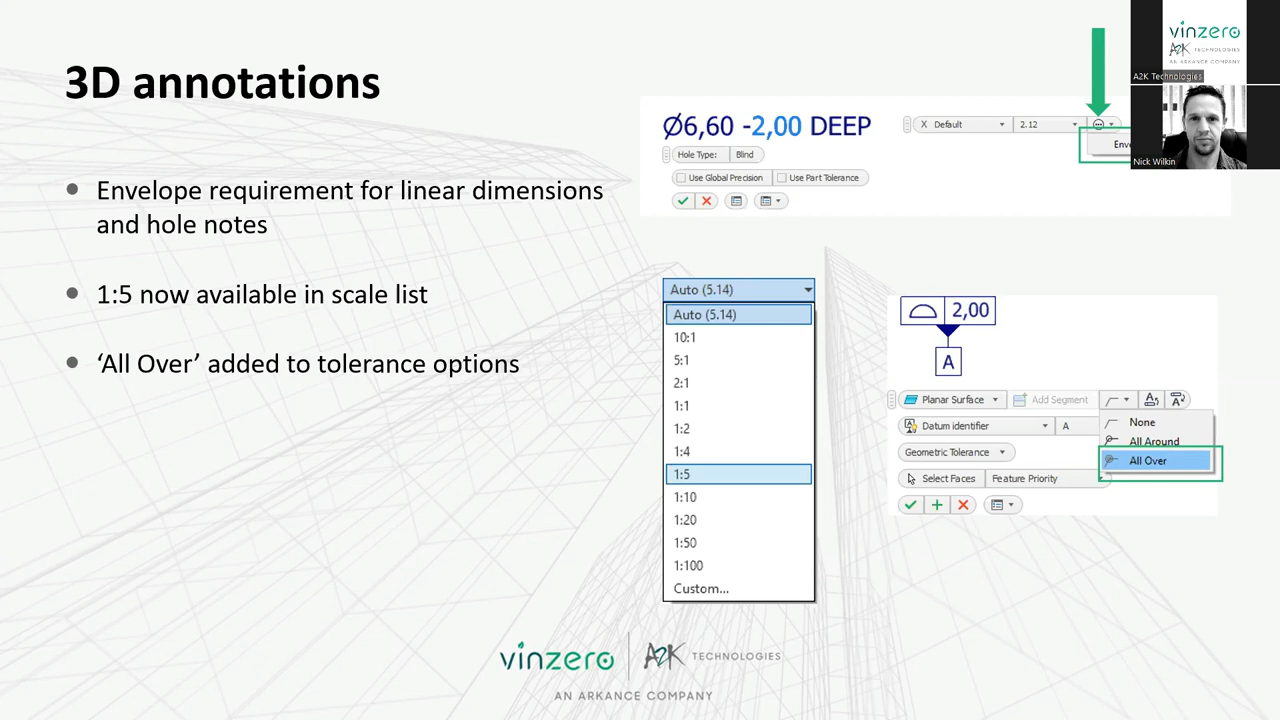 3D annotations
Envelope requirement for linear dimensions
and hole notes
1:5 now available in scale list
‘All Over’ added to tolerance options
Ø6,60 -2,00 DEEP
Hole Type: Blind
Use Global Precision Use Part Tolerance
X Default 2.12
vinzero
A2K TECHNOLOGIES
AN ARKANCE COMPANY
A2K Technologies
Nick Wilkin
Auto (5.14)
Auto (5.14)
10:1
5:1
2:1
1:1
1:2
1:4
1:5
1:10
1:20
1:50
1:100
Custom...
2,00
A
Planar Surface Add Segment
Datum identifier A
Geometric Tolerance
Select Faces Feature Priority
None
All Around
All Over
vinzero A2K TECHNOLOGIES
AN ARKANCE COMPANY